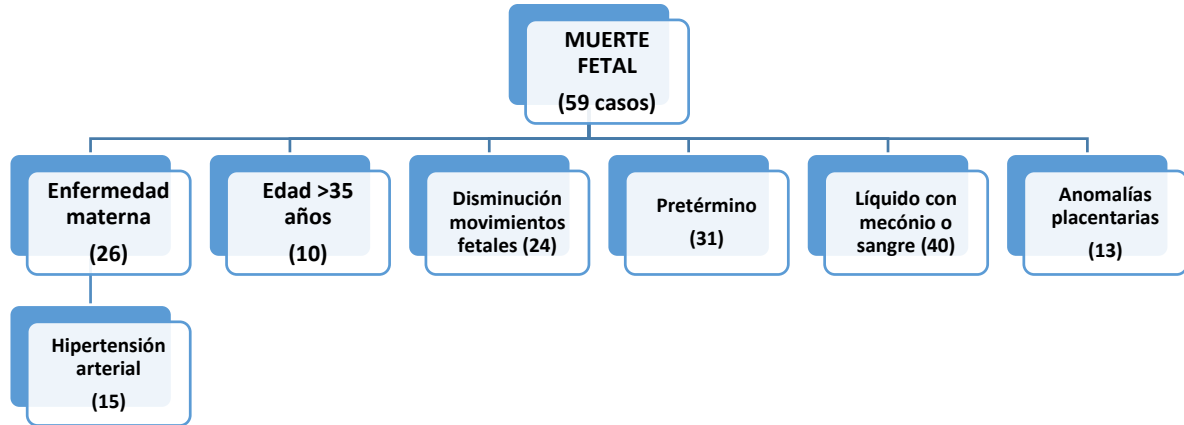 MUERTE
FETAL
(59 casos)
Enfermedad
materna
(26)
Edad >35
años
(10)
Disminución
movimientos
fetales (24)
Pretérmino
(31)
Líquido con
mecónio o
sangre (40)
Anomalías
placentarias
(13)
Hipertensión
arterial
(15)